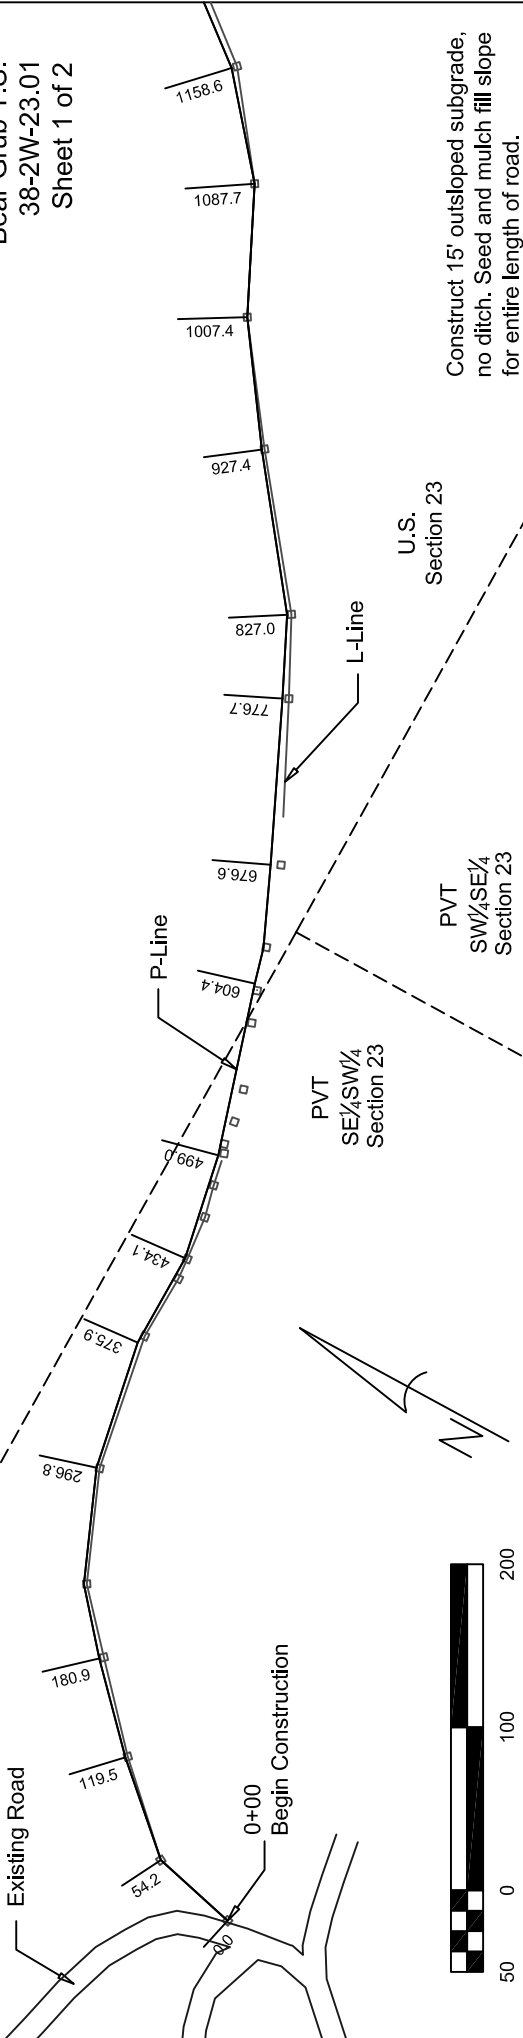 38-2W-23.01
Sheet 1 of 2
Construct 15' outsloped subgrade,
no ditch. Seed and mulch fill slope
for entire length of road.
Existing Road
0+00
Begin Construction
P-Line
L-Line
PVT
SE¼SW¼
Section 23
PVT
SW¼SE¼
Section 23
U.S.
Section 23
0.0
54.2
119.5
180.9
296.8
375.9
434.1
499.0
604.4
676.6
776.7
827.0
927.4
1007.4
1087.7
1158.6
N
50 0 100 200